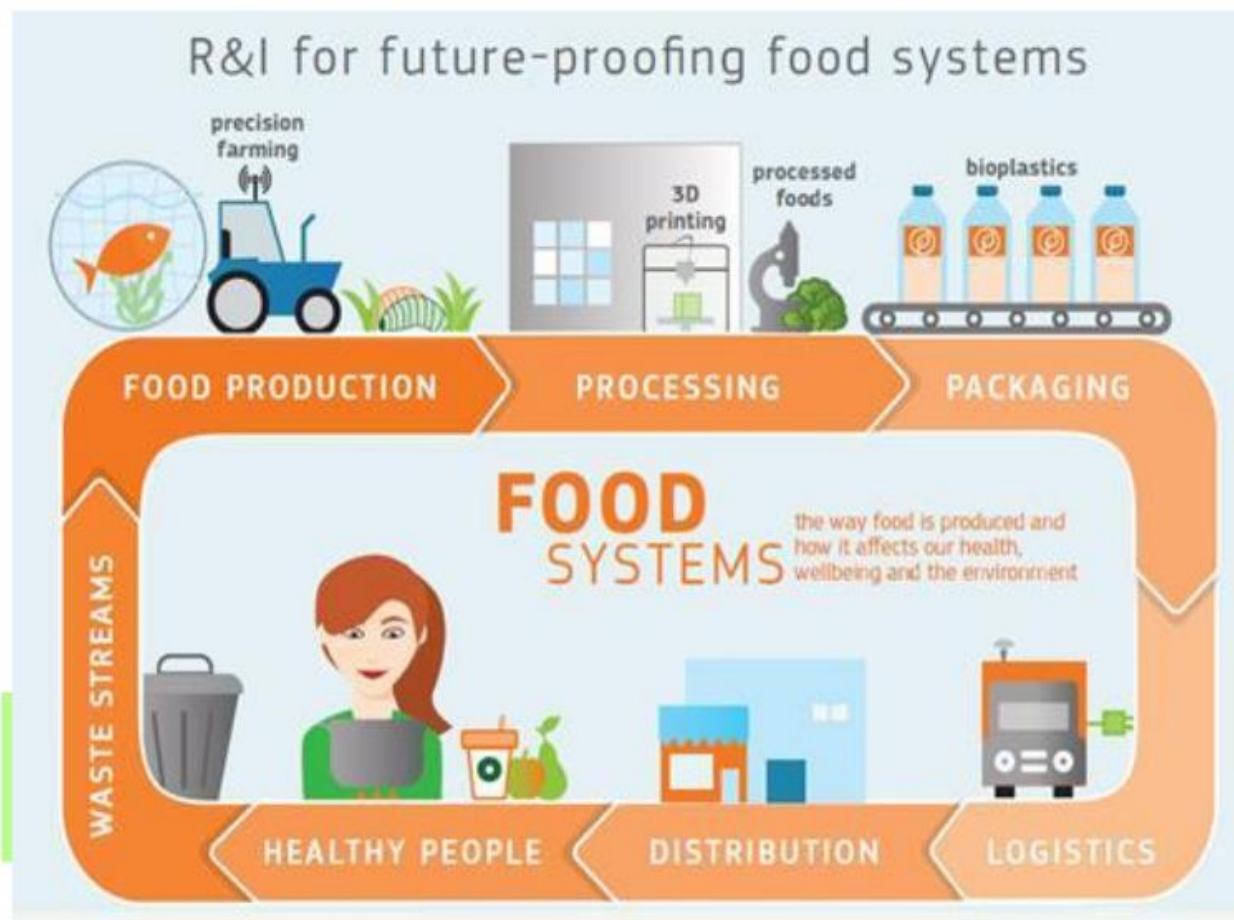 R&I for future-proofing food systems
precision
farming
3D
printing
processed
foods
bioplastics
FOOD PRODUCTION
PROCESSING
PACKAGING
FOOD
SYSTEMS
the way food is produced and
how it affects our health,
wellbeing and the environment
LOGISTICS
DISTRIBUTION
HEALTHY PEOPLE
WASTE STREAMS